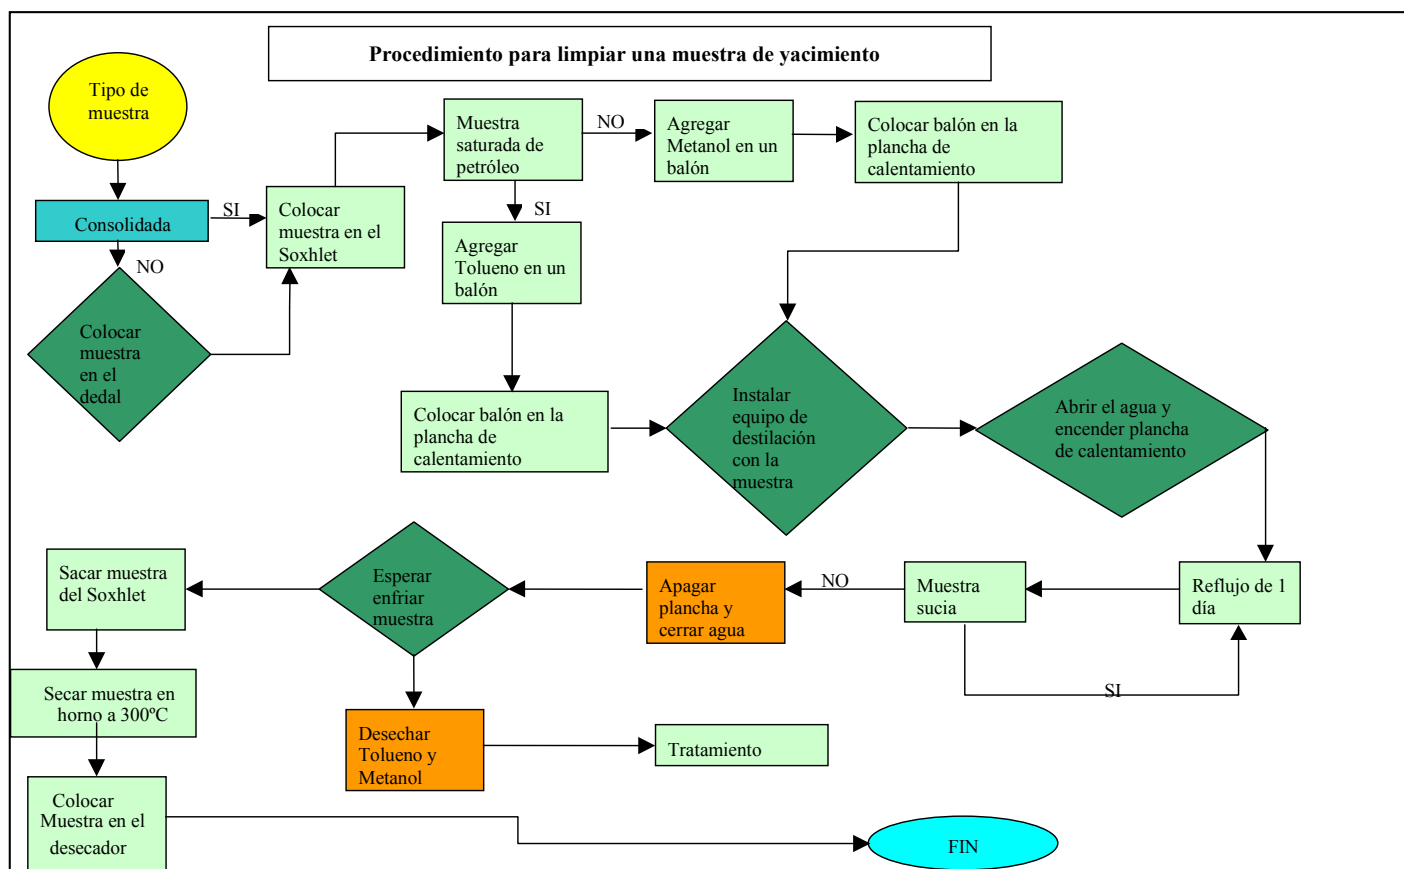 Procedimiento para limpiar una muestra de yacimiento
Tipo de
muestra
Consolidada
SI
NO
Colocar
muestra
en el
dedal
Colocar
muestra en el
Soxhlet
Muestra
saturada de
petróleo
NO
SI
Agregar
Metanol en un
balón
Colocar balón en la
plancha de
calentamiento
Agregar
Tolueno en un
balón
Colocar balón en la
plancha de
calentamiento
Instalar
equipo de
destilación
con la
muestra
Abrir el agua y
encender plancha
de calentamiento
Reflujo de 1
día
Muestra
sucia
SI
NO
Apagar
plancha y
cerrar agua
Esperar
enfriar
muestra
Sacar muestra
del Soxhlet
Secar muestra en
horno a 300ºC
Colocar
Muestra en el
desecador
Desechar
Tolueno y
Metanol
Tratamiento
FIN